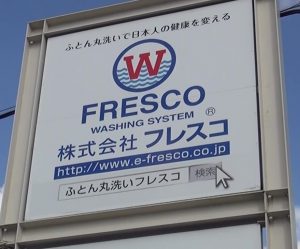 ふとん丸洗いで日本人の健康を変える
W
FRESCO
WASHING SYSTEM ®
株式会社 フレスコ
http://www.e-fresco.co.jp
ふとん丸洗いフレスコ 検索